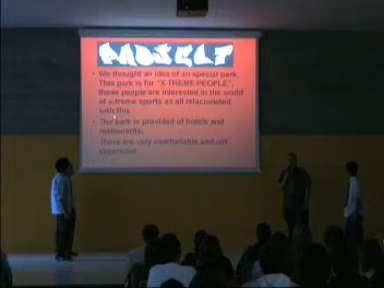 PROJECT
- We thought an idea of an special park.
This park is for "X-TREME PEOPLE",
these people are interested in the world
of x-treme sports an all relacionated
with this.
- The park is provided of hotels and
restaurants,
there are very comfortable and not
expensive